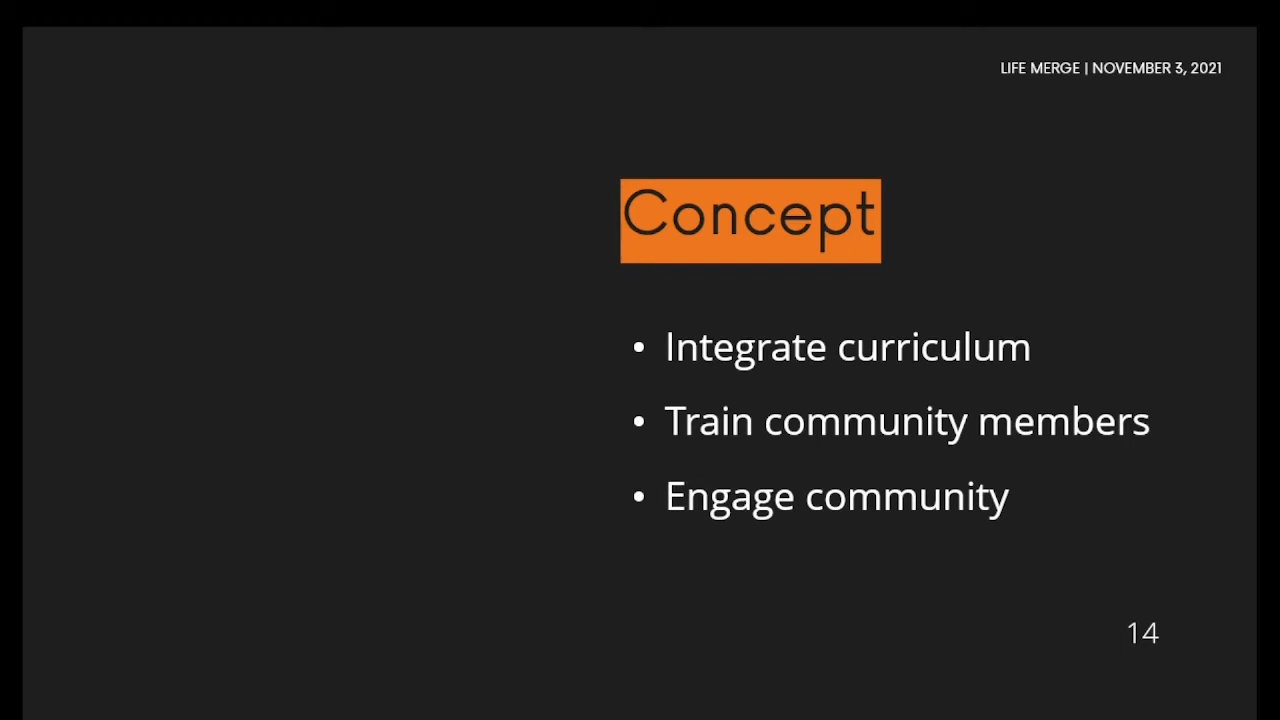 LIFE MERGE | NOVEMBER 3, 2021
Concept
• Integrate curriculum
• Train community members
• Engage community
14